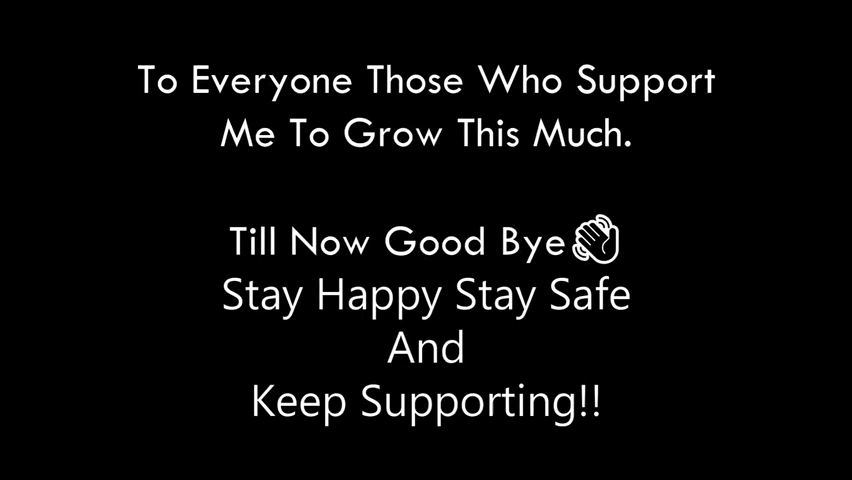 To Everyone Those Who Support
Me To Grow This Much.
Till Now Good Bye👋
Stay Happy Stay Safe
And
Keep Supporting!!